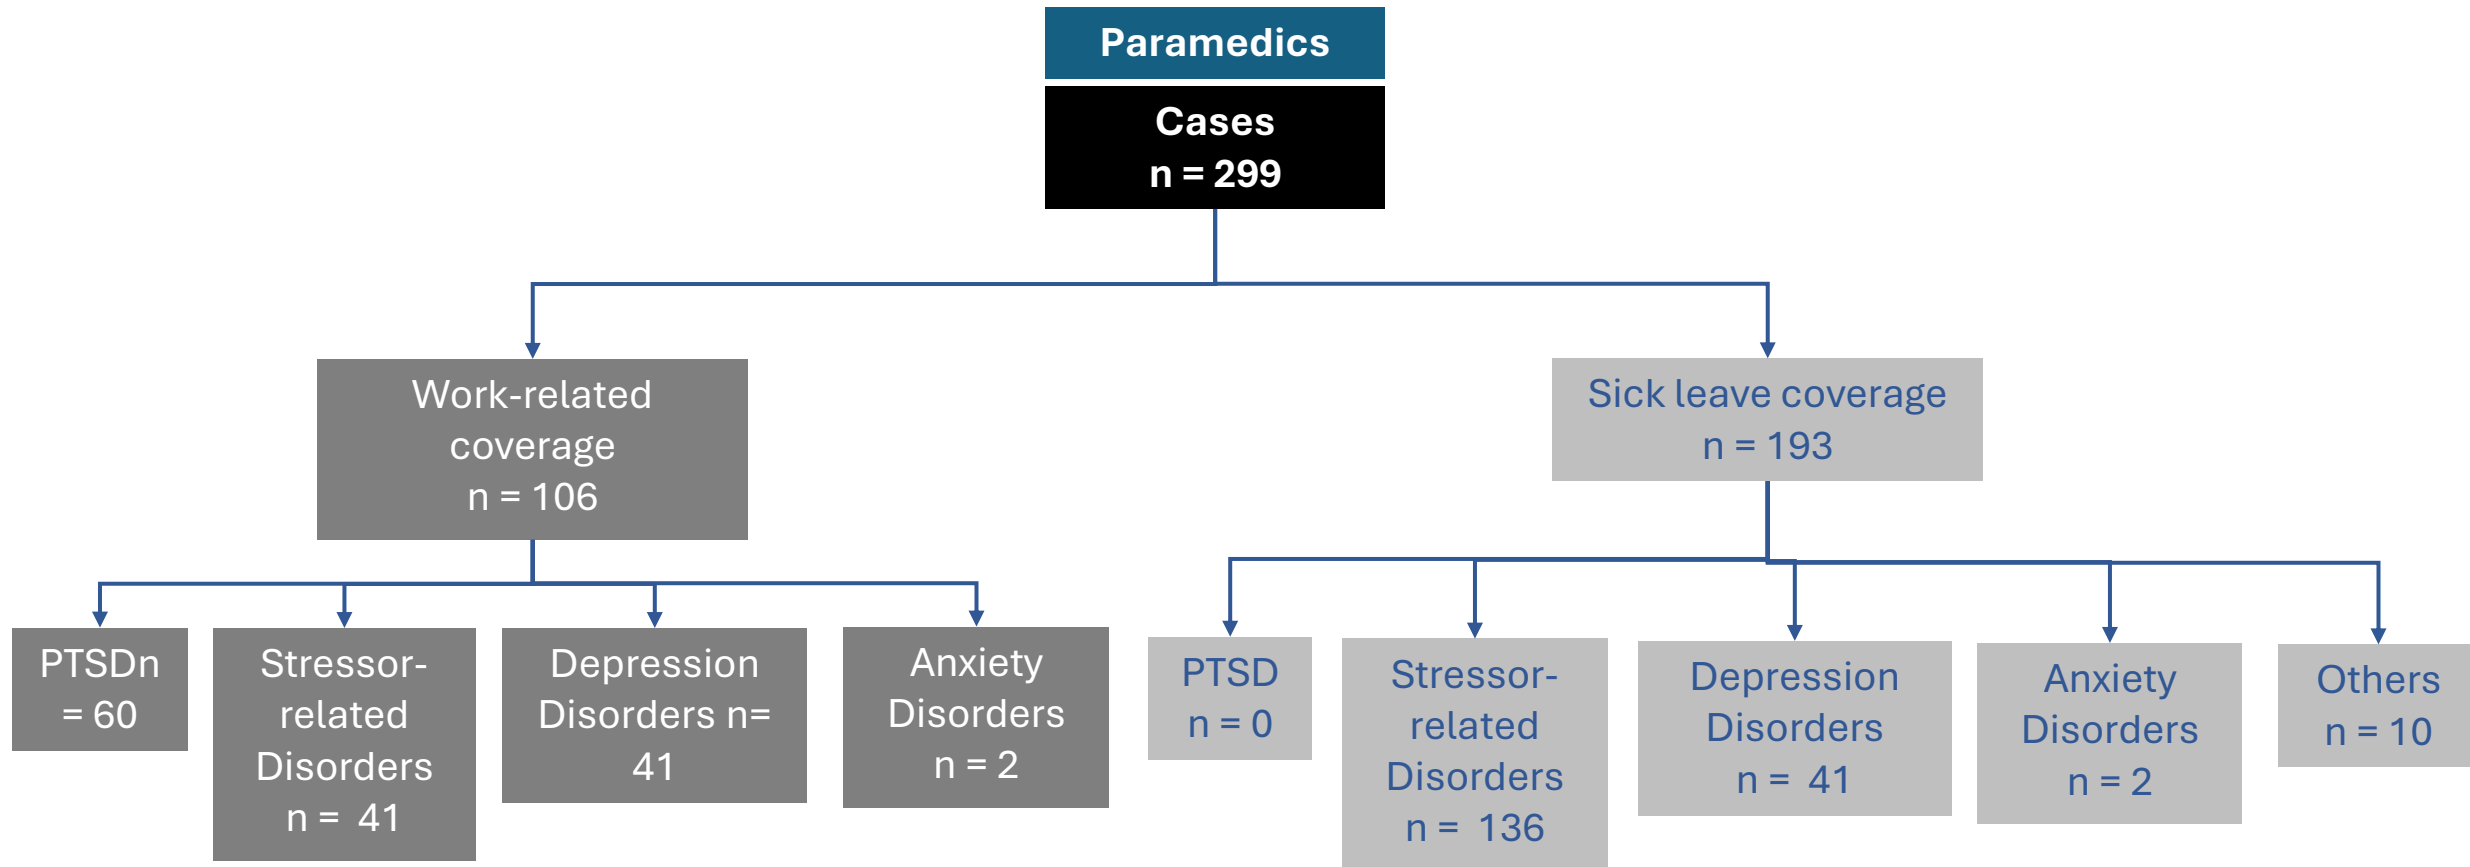 Paramedics
Cases
n = 299
Work-related
coverage
n = 106
Sick leave coverage
n = 193
PTSDn
= 60
Stressor-
related
Disorders
n =  41
Depression
Disorders n=
41
Anxiety
Disorders
n = 2
PTSD
n = 0
Stressor-
related
Disorders
n =  136
Depression
Disorders
n =  41
Anxiety
Disorders
n = 2
Others
n = 10